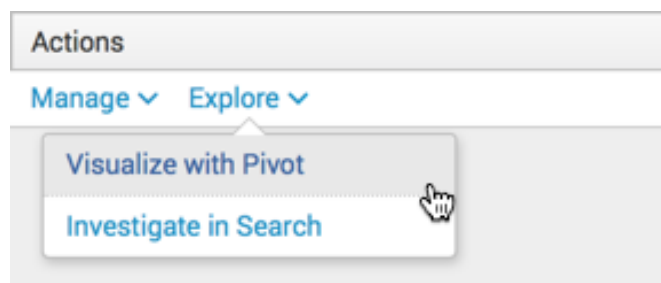 Actions
Manage Explore
Visualize with Pivot
Investigate in Search